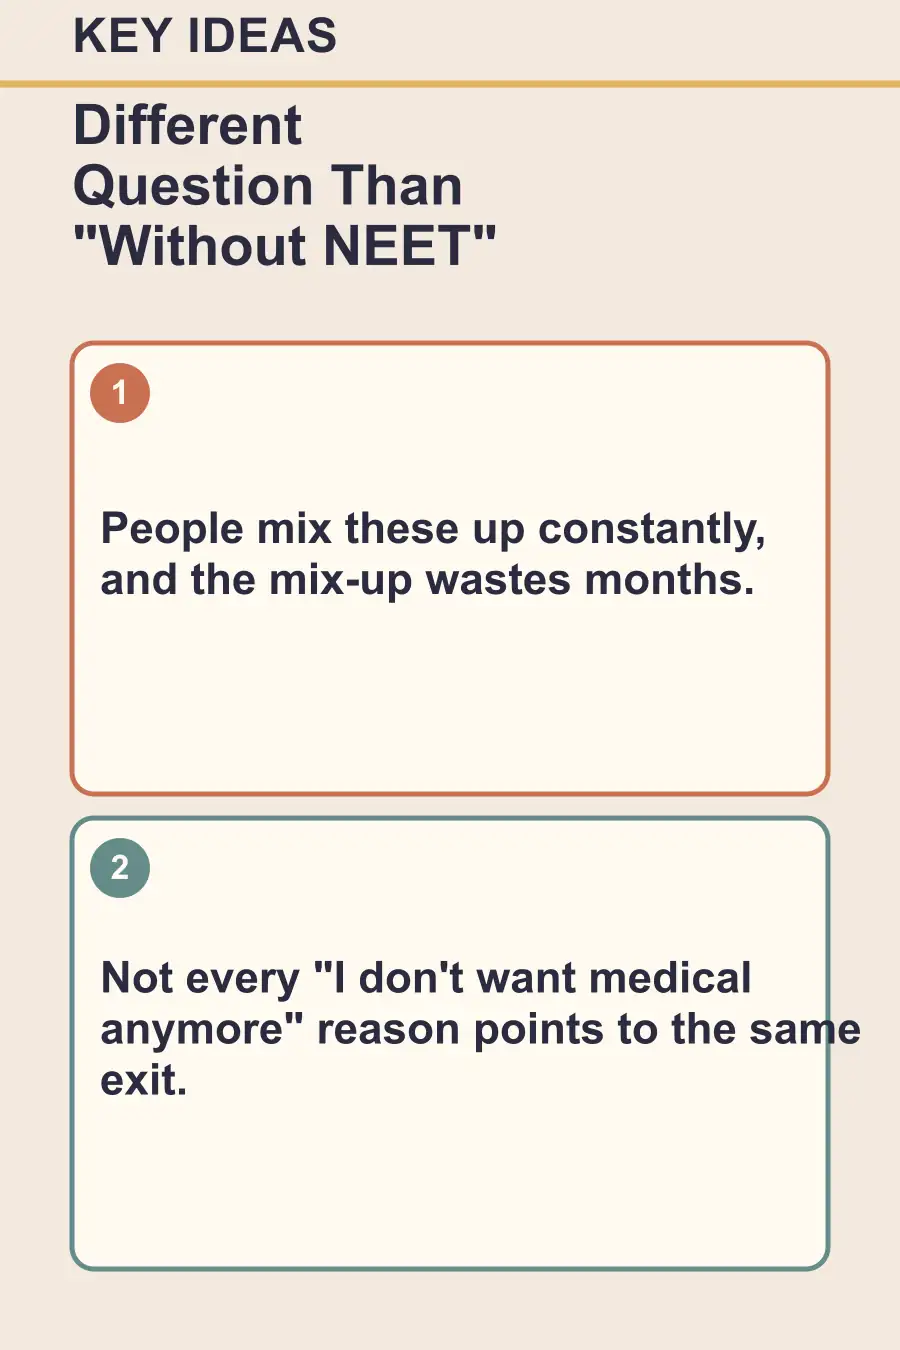 KEY IDEAS
Different
Question Than
"Without NEET"
1
People mix these up constantly,
and the mix-up wastes months.
2
Not every "I don't want medical
anymore" reason points to the same
exit.